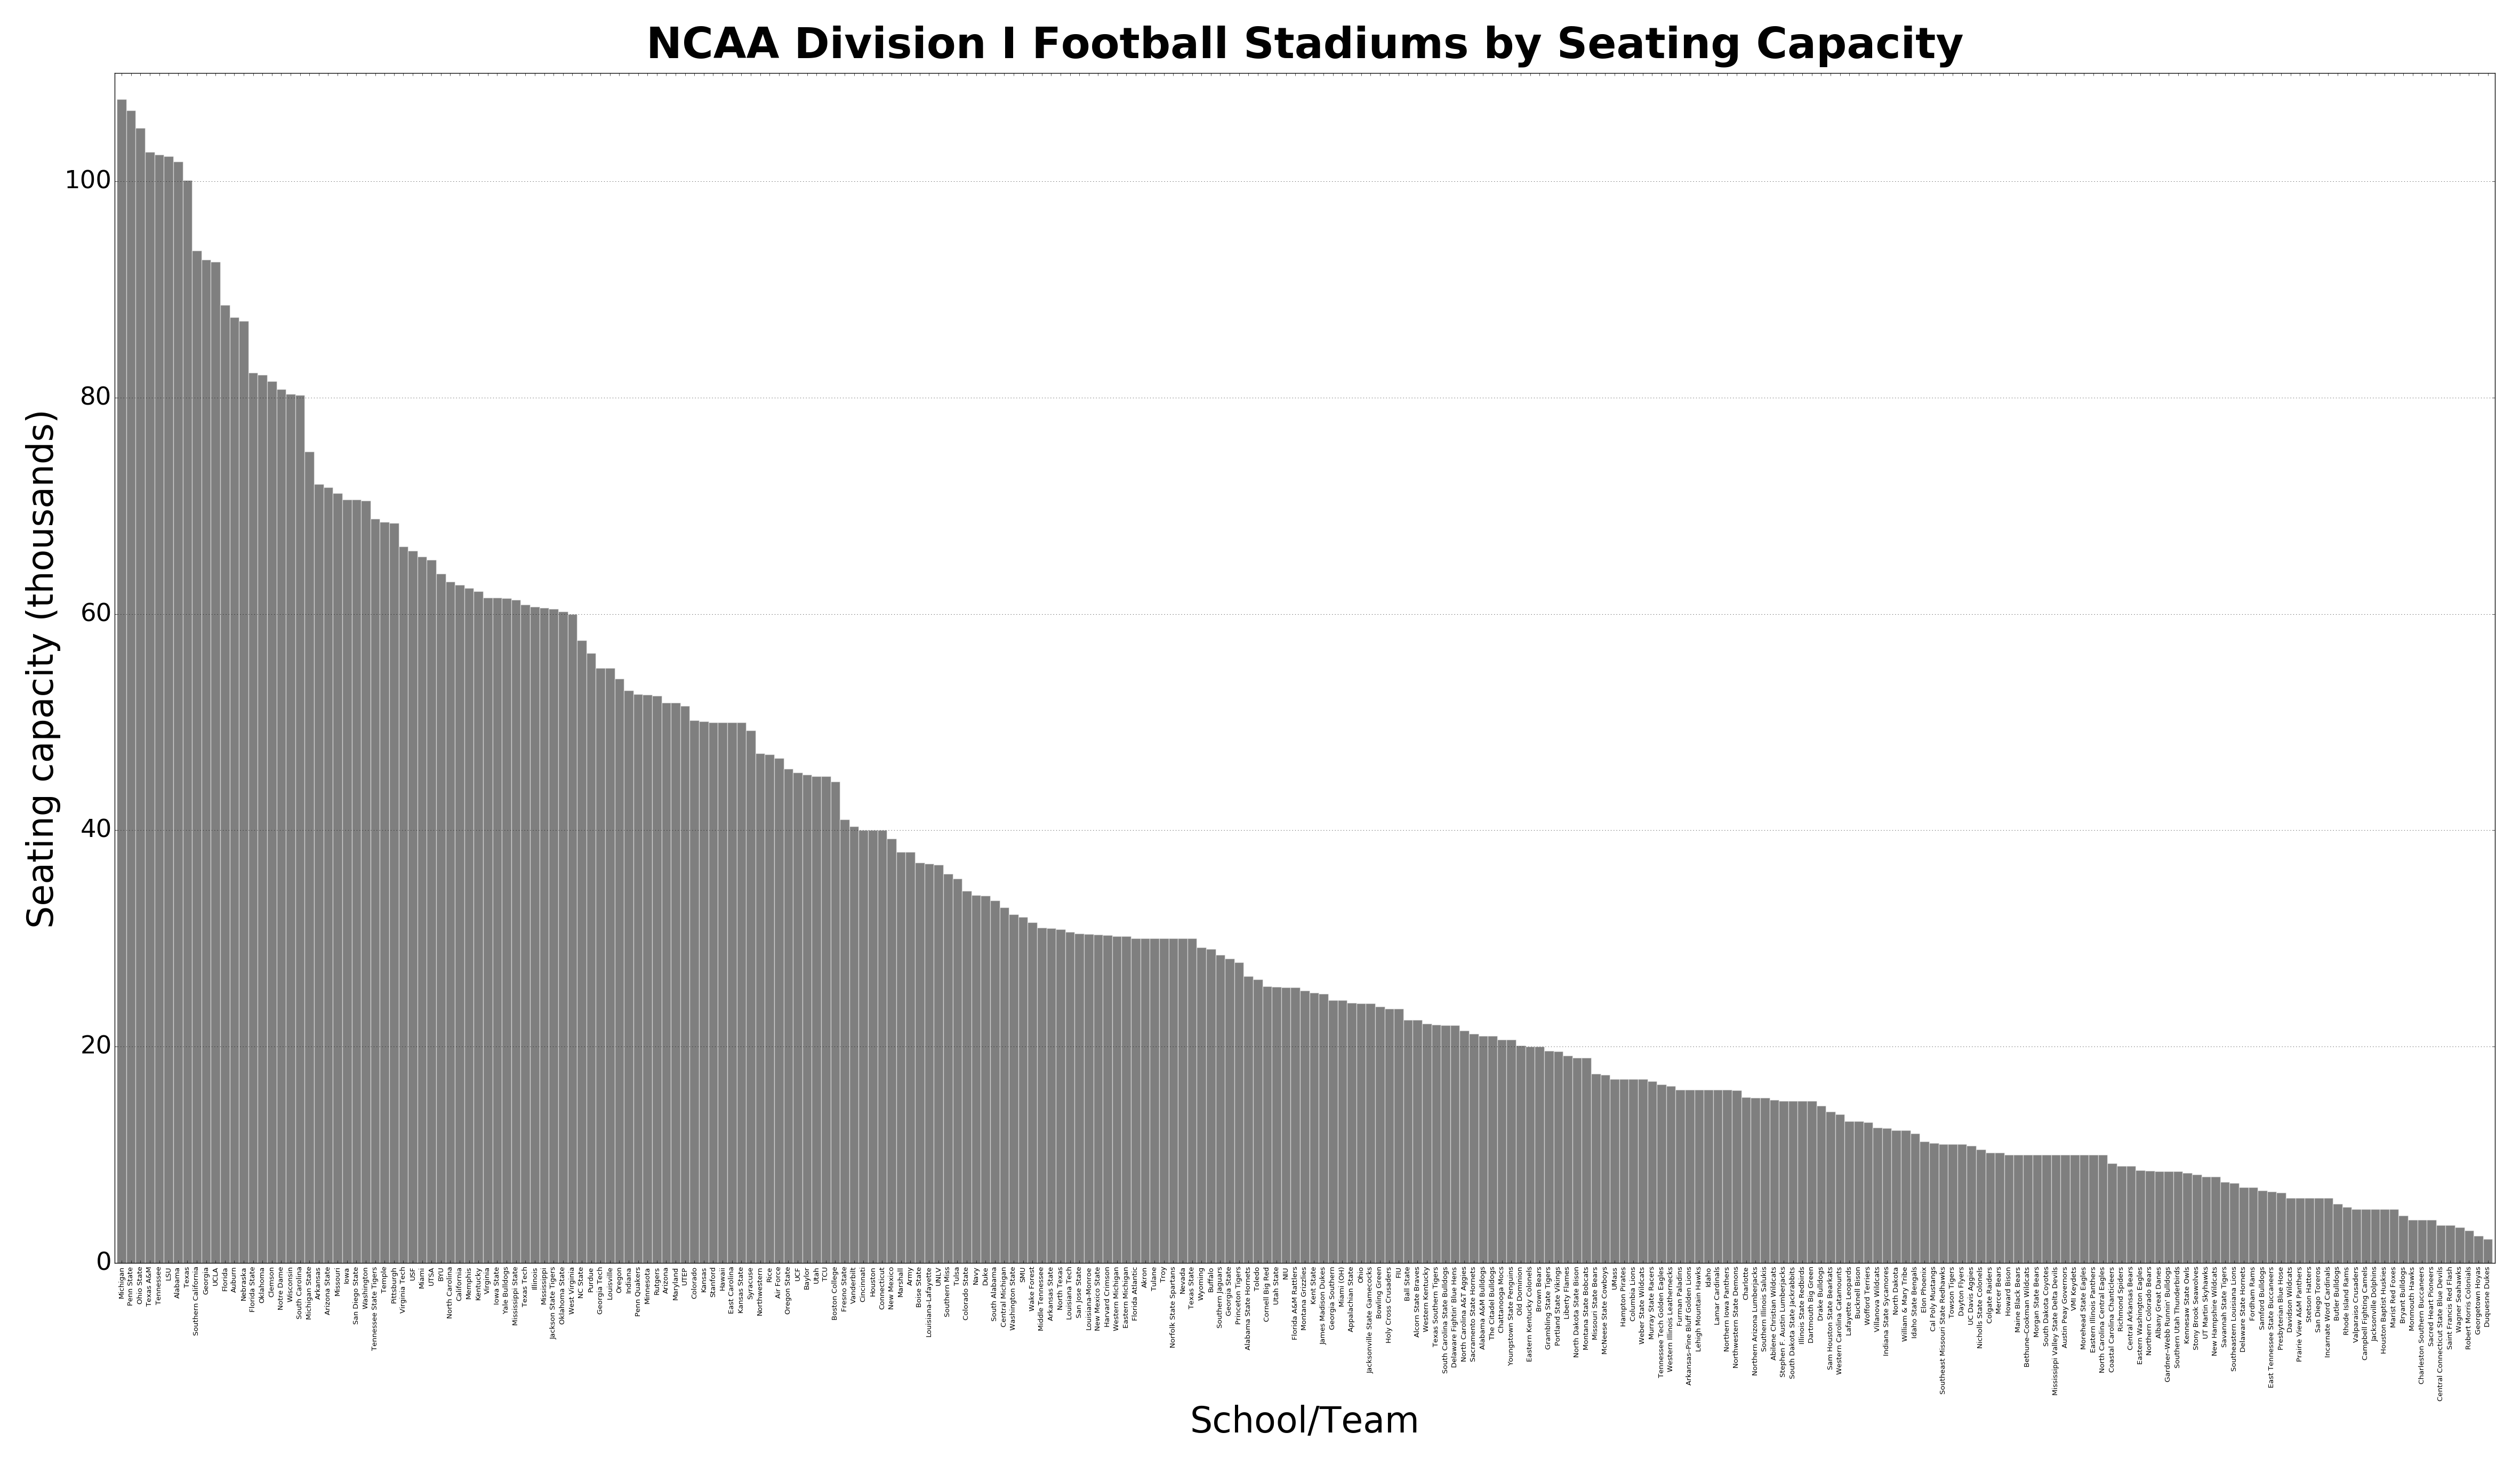 NCAA Division I Football Stadiums by Seating Capacity
Seating capacity (thousands)
100
80
60
40
20
0
Michigan
Penn State
Ohio State
Texas A&M
Tennessee
LSU
Alabama
Texas
Southern California
Georgia
UCLA
Florida
Auburn
Nebraska
Florida State
Oklahoma
Clemson
Notre Dame
Wisconsin
South Carolina
Michigan State
Arkansas
Arizona State
Missouri
Iowa
San Diego State
Washington
Tennessee State Tigers
Temple
Pittsburgh
Virginia Tech
USF
Miami
UTSA
BYU
North Carolina
California
Memphis
Kentucky
Virginia
Iowa State
Yale Bulldogs
Mississippi State
Texas Tech
Illinois
Mississippi
Jackson State Tigers
Oklahoma State
West Virginia
NC State
Purdue
Georgia Tech
Louisville
Oregon
Indiana
Penn Quakers
Minnesota
Rutgers
Arizona
Maryland
UTEP
Colorado
Kansas
Stanford
Hawaii
East Carolina
Kansas State
Syracuse
Northwestern
Rice
Air Force
Oregon State
UCF
Baylor
Utah
TCU
Boston College
Fresno State
Vanderbilt
Cincinnati
Houston
Connecticut
New Mexico
Marshall
Army
Boise State
Louisiana-Lafayette
UNLV
Southern Miss
Tulsa
Colorado State
Navy
Duke
South Alabama
Central Michigan
Washington State
SMU
Wake Forest
Middle Tennessee
Arkansas State
North Texas
Louisiana Tech
San Jose State
Louisiana-Monroe
New Mexico State
Harvard Crimson
Western Michigan
Eastern Michigan
Florida Atlantic
Akron
Tulane
Troy
Norfolk State Spartans
Nevada
Texas State
Wyoming
Buffalo
Southern Jaguars
Georgia State
Princeton Tigers
Alabama State Hornets
Toledo
Cornell Big Red
Utah State
NIU
Florida A&M Rattlers
Montana Grizzlies
Kent State
James Madison Dukes
Georgia Southern
Miami (OH)
Appalachian State
Ohio
Jacksonville State Gamecocks
Bowling Green
Holy Cross Crusaders
FIU
Ball State
Alcorn State Braves
Western Kentucky
Texas Southern Tigers
South Carolina State Bulldogs
Delaware Fightin' Blue Hens
North Carolina A&T Aggies
Sacramento State Hornets
Alabama A&M Bulldogs
The Citadel Bulldogs
Chattanooga Mocs
Youngstown State Penguins
Old Dominion
Eastern Kentucky Colonels
Brown Bears
Grambling State Tigers
Portland State Vikings
Liberty Flames
North Dakota State Bison
Montana State Bobcats
Missouri State Bears
McNeese State Cowboys
UMass
Hampton Pirates
Columbia Lions
Weber State Wildcats
Murray State Racers
Tennessee Tech Golden Eagles
Western Illinois Leathernecks
Furman Paladins
Arkansas–Pine Bluff Golden Lions
Lehigh Mountain Hawks
Idaho
Lamar Cardinals
Northern Iowa Panthers
Northwestern State Demons
Charlotte
Northern Arizona Lumberjacks
Southern Illinois Salukis
Abilene Christian Wildcats
Stephen F. Austin Lumberjacks
South Dakota State Jackrabbits
Illinois State Redbirds
Dartmouth Big Green
Drake Bulldogs
Sam Houston State Bearkats
Western Carolina Catamounts
Lafayette Leopards
Bucknell Bison
Wofford Terriers
Villanova Wildcats
Indiana State Sycamores
North Dakota
William & Mary Tribe
Idaho State Bengals
Elon Phoenix
Cal Poly Mustangs
Southeast Missouri State Redhawks
Towson Tigers
Dayton Flyers
UC Davis Aggies
Nicholls State Colonels
Colgate Raiders
Mercer Bears
Howard Bison
Maine Black Bears
Bethune–Cookman Wildcats
Morgan State Bears
South Dakota Coyotes
Mississippi Valley State Delta Devils
Austin Peay Governors
VMI Keydets
Morehead State Eagles
Eastern Illinois Panthers
North Carolina Central Eagles
Coastal Carolina Chanticleers
Richmond Spiders
Central Arkansas Bears
Eastern Washington Eagles
Northern Colorado Bears
Albany Great Danes
Gardner–Webb Runnin' Bulldogs
Southern Utah Thunderbirds
Kennesaw State Owls
Stony Brook Seawolves
UT Martin Skyhawks
New Hampshire Wildcats
Savannah State Tigers
Southeastern Louisiana Lions
Delaware State Hornets
Fordham Rams
Samford Bulldogs
East Tennessee State Buccaneers
Presbyterian Blue Hose
Davidson Wildcats
Prairie View A&M Panthers
Stetson Hatters
San Diego Toreros
Incarnate Word Cardinals
Butler Bulldogs
Rhode Island Rams
Valparaiso Crusaders
Campbell Fighting Camels
Jacksonville Dolphins
Houston Baptist Huskies
Marist Red Foxes
Bryant Bulldogs
Monmouth Hawks
Charleston Southern Buccaneers
Sacred Heart Pioneers
Central Connecticut State Blue Devils
Saint Francis Red Flash
Wagner Seahawks
Robert Morris Colonials
Georgetown Hoyas
Duquesne Dukes
School/Team